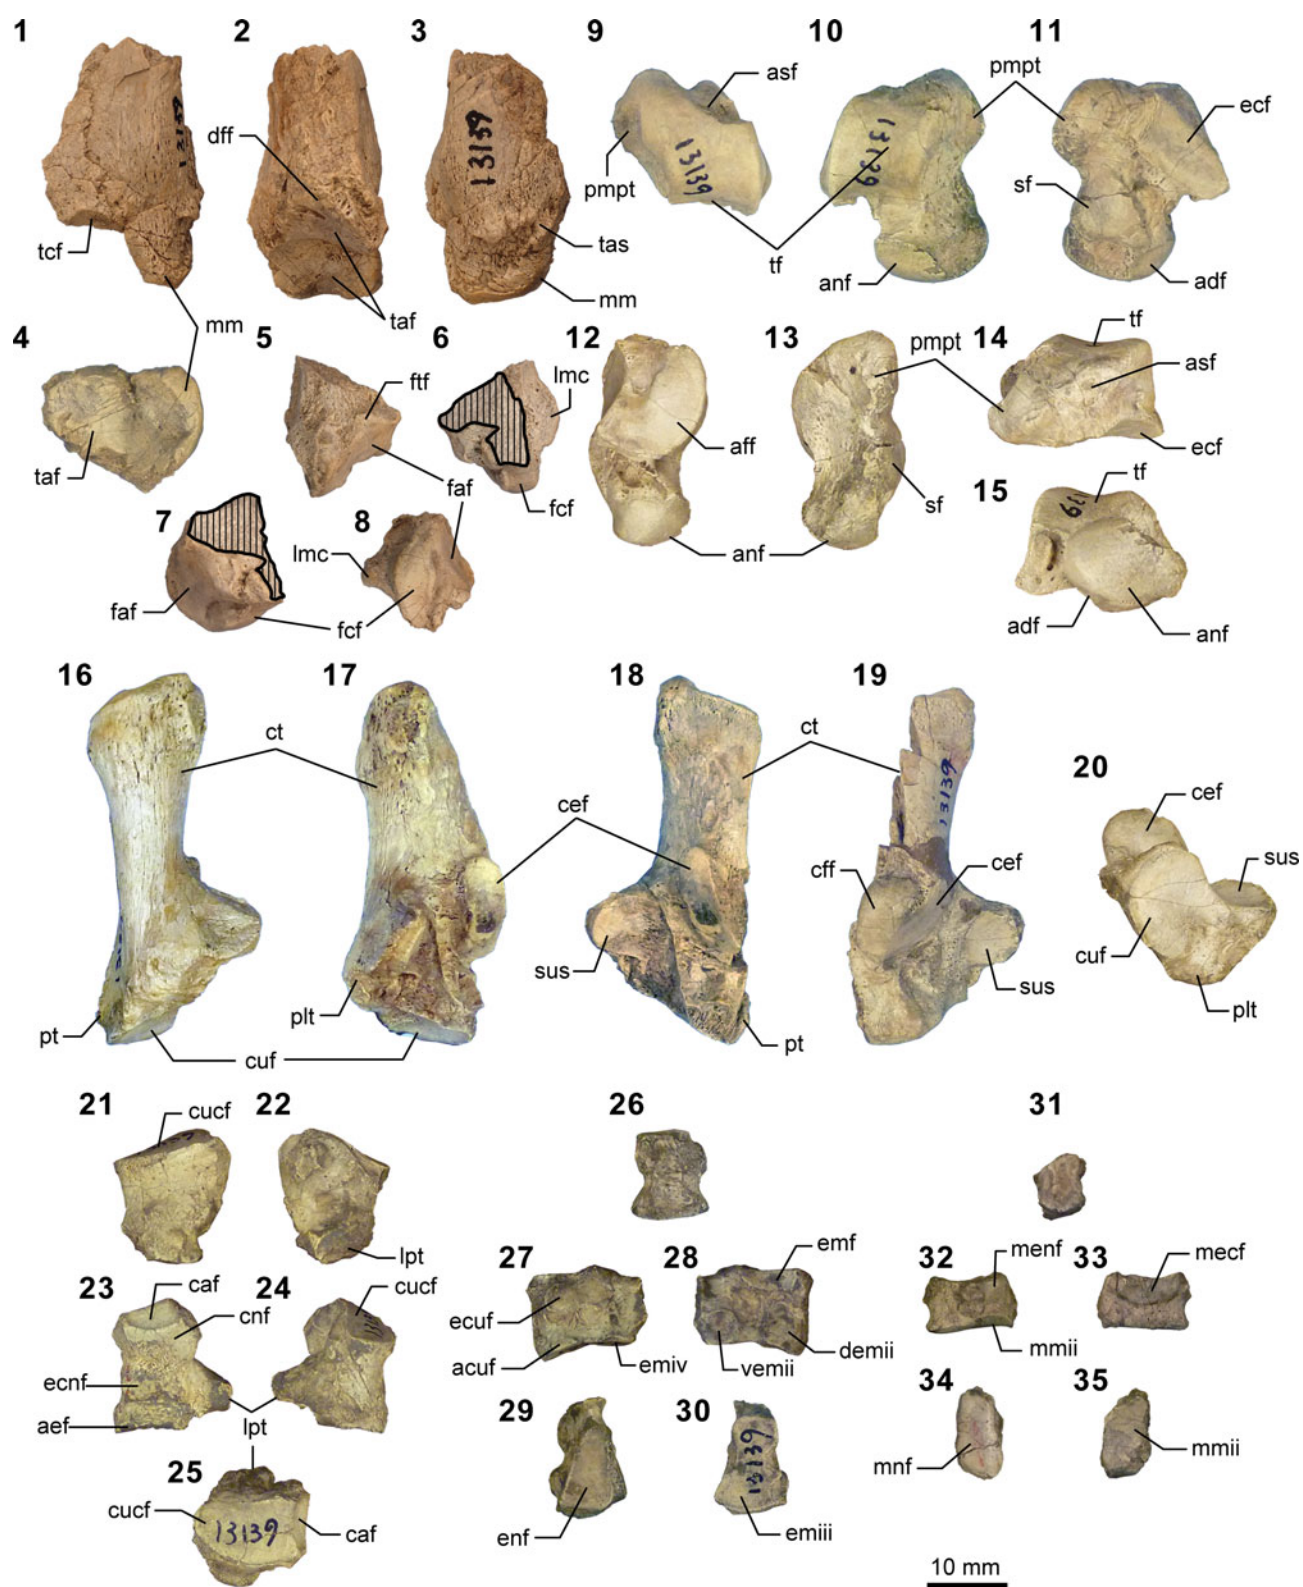 1 2 3 9 10 11
13139
dff
13139
asf
pmpt
13139
tf
13139
pmpt
ecf
sf
anf
adf
tcf
mm
taf
tas
mm
4 5 6 12 13 14
taf
ftf
faf
lmc
fcf
aff
anf
pmpt
sf
tf
asf
ecf
7 8 15
faf
lmc
fcf
tf
39
adf
anf
16 17 18 19 20
ct
cef
ct
13139
cff
cef
cef
sus
sus
plt
pt
cuf
pt
sus
cuf
plt
21 22 26 31
cucf
lpt
23 24 27 28 32 33
caf
cnf
cucf
ecnf
aef
lpt
ecuf
acuf
emiv
emf
vemii
demii
menf
mmii
mecf
25 29 30 34 35
cucf
13139
caf
enf
13139
emiii
mnf
mmii
10 mm